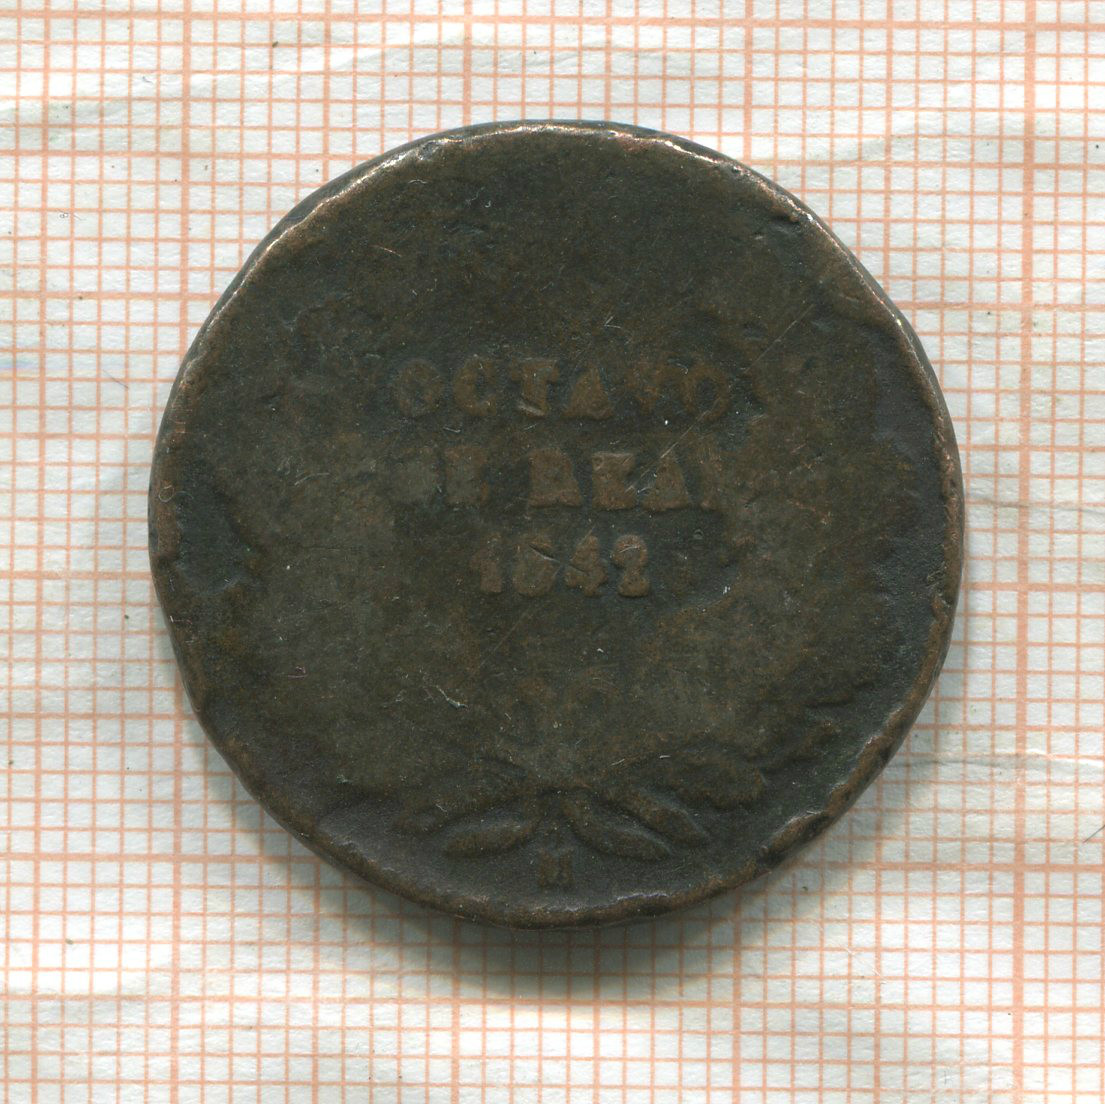 OCTAVO
DE REAL
1842
M